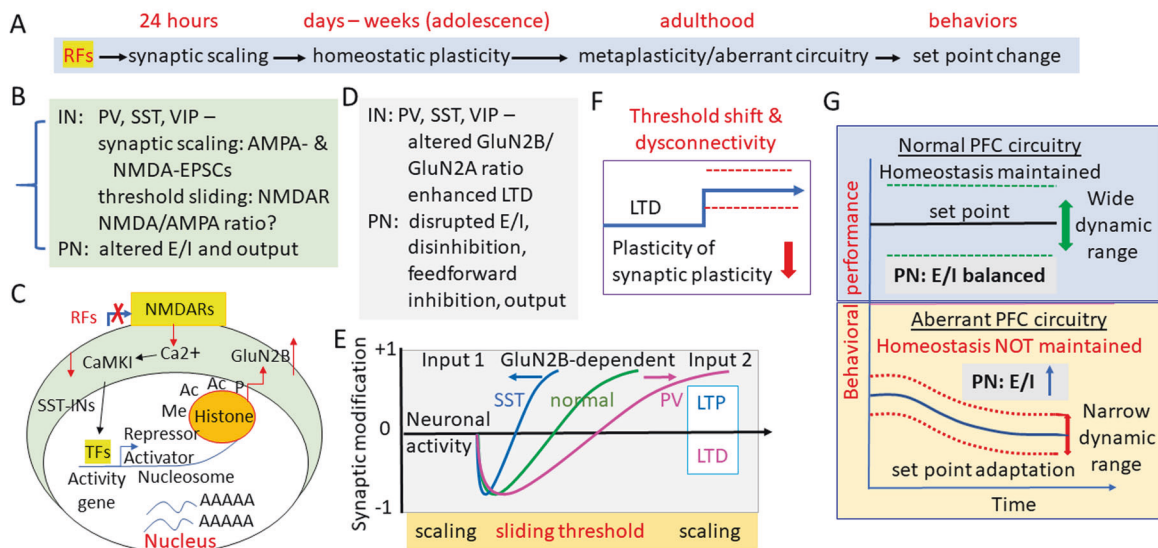 A
24 hours
days – weeks (adolescence)
adulthood
behaviors
RFs
synaptic scaling
homeostatic plasticity
metaplasticity/aberrant circuitry
set point change
B
IN: PV, SST, VIP –
synaptic scaling: AMPA- &
NMDA-EPSCs
threshold sliding: NMDAR
NMDA/AMPA ratio?
PN: altered E/I and output
C
RFs
NMDARs
Ca2+
CaMKI
GluN2B
SST-INs
Ac
Ac
P
Me
Histone
Repressor
TFs
Activator
Activity
gene
Nucleosome
AAAAA
AAAAA
Nucleus
D
IN: PV, SST, VIP –
altered GluN2B/
GluN2A ratio
enhanced LTD
PN: disrupted E/I,
disinhibition,
feedforward
inhibition, output
E
Synaptic modification
+1
0
-1
Input 1
GluN2B-dependent
Input 2
SST
normal
PV
Neuronal
activity
LTP
LTD
scaling
sliding threshold
scaling
F
Threshold shift &
dysconnectivity
LTD
Plasticity of
synaptic plasticity
G
Behavioral performance
Normal PFC circuitry
Homeostasis maintained
set point
Wide
dynamic
range
PN: E/I balanced
Aberrant PFC circuitry
Homeostasis NOT maintained
PN: E/I
Narrow
dynamic
range
set point adaptation
Time